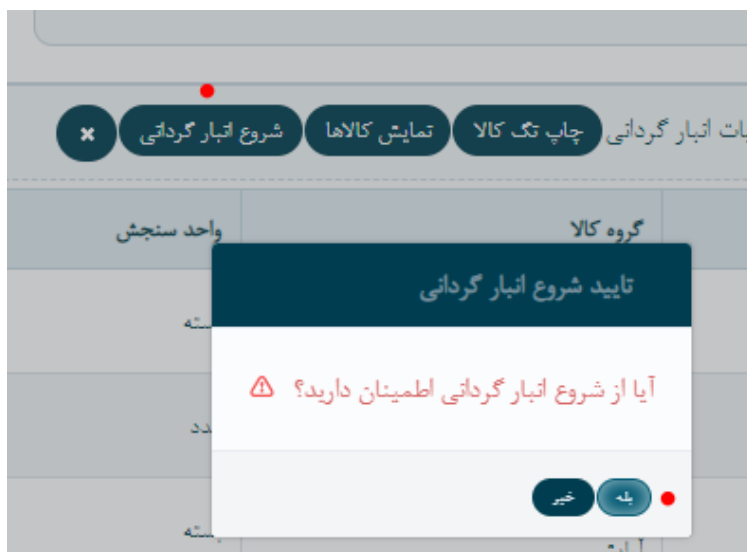 انبار گردانی چاپ تگ کالا نمایش کالاها شروع انبار گردانی ×
گروه کالا واحد سنجش
تایید شروع انبار گردانی
آیا از شروع انبار گردانی اطمینان دارید؟
بله خیر